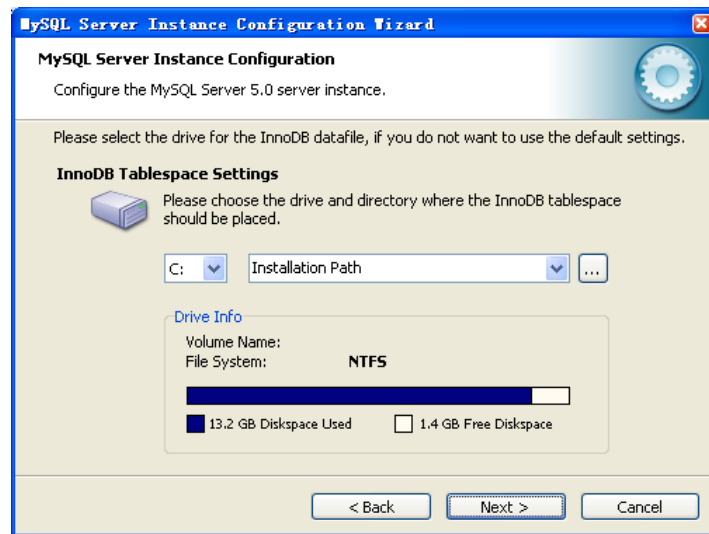 MySQL Server Instance Configuration Wizard
MySQL Server Instance Configuration
Configure the MySQL Server 5.0 server instance.
Please select the drive for the InnoDB datafile, if you do not want to use the default settings.
InnoDB Tablespace Settings
Please choose the drive and directory where the InnoDB tablespace
should be placed.
C: Installation Path ...
Drive Info
Volume Name:
File System: NTFS
13.2 GB Diskspace Used 1.4 GB Free Diskspace
< Back Next > Cancel